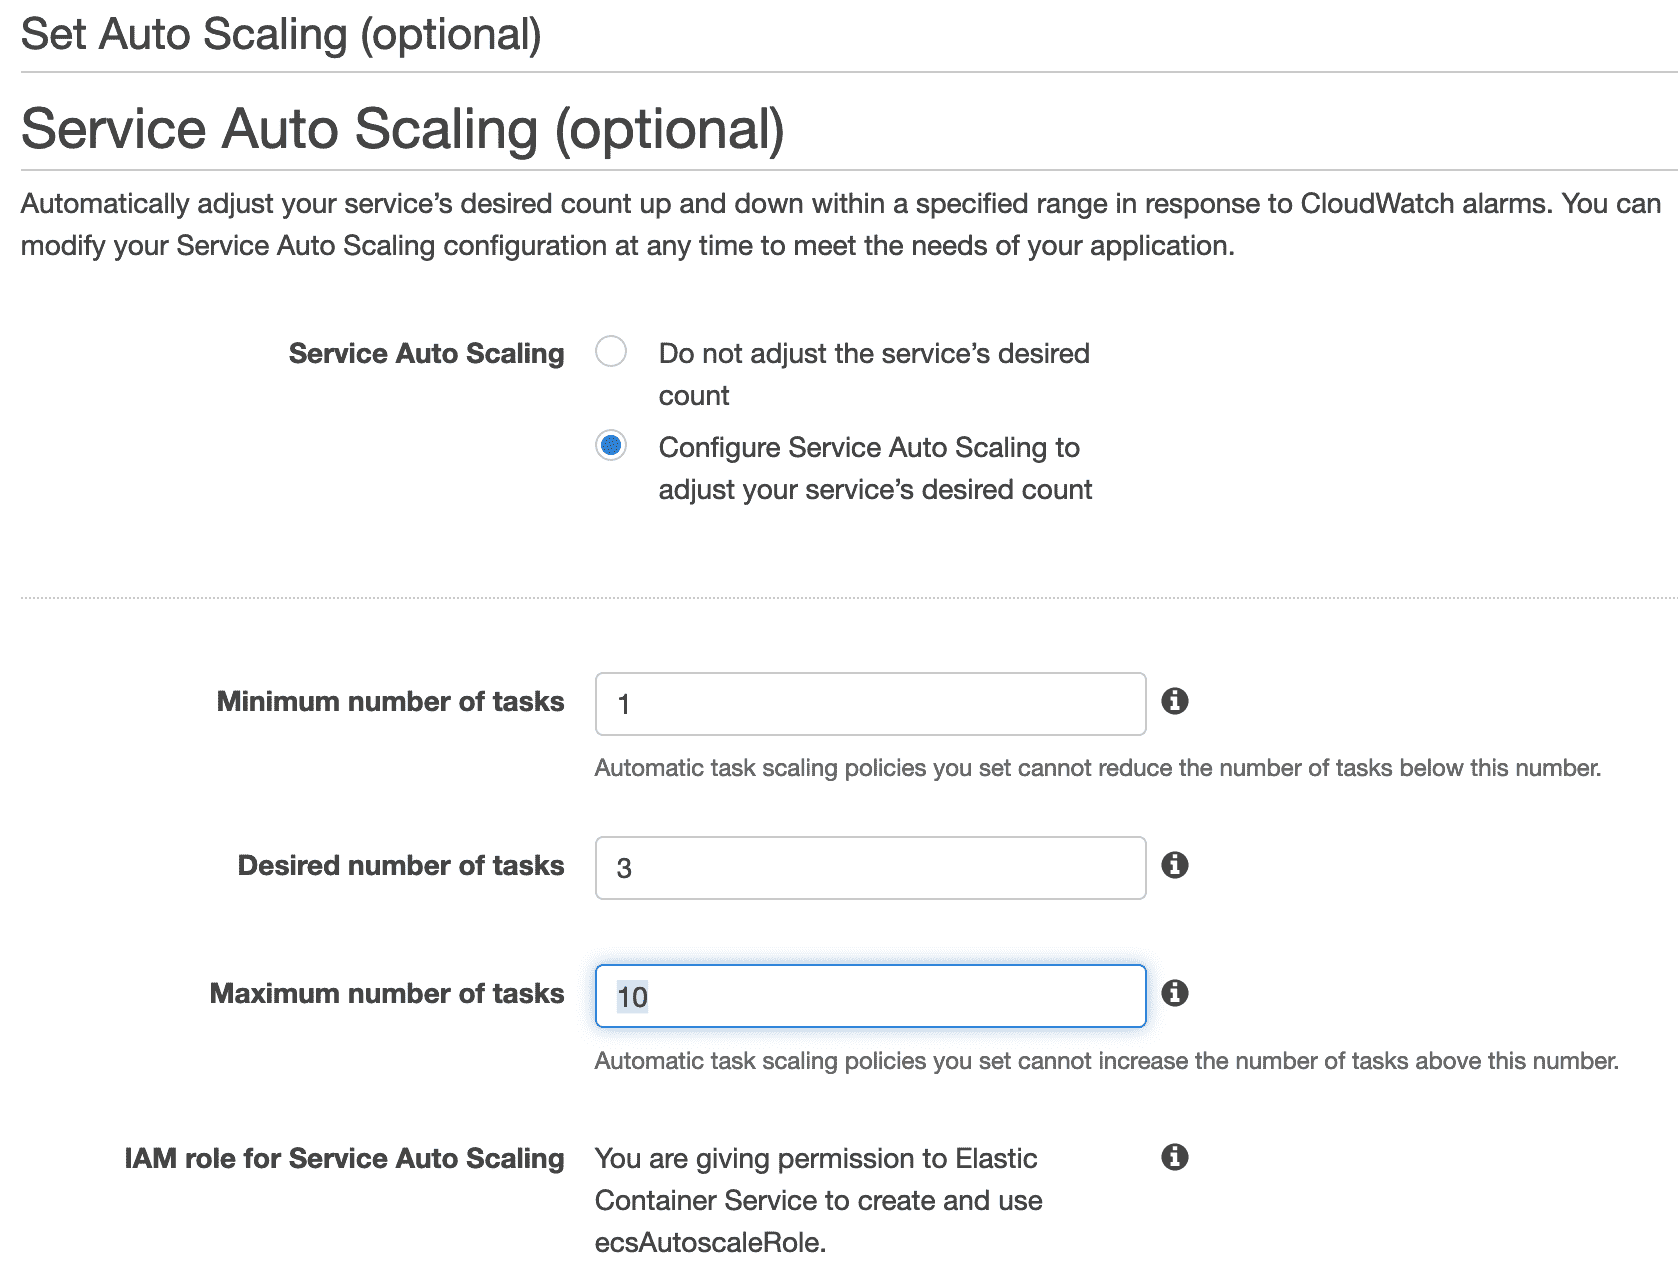 Set Auto Scaling (optional)
Service Auto Scaling (optional)
Automatically adjust your service’s desired count up and down within a specified range in response to CloudWatch alarms. You can
modify your Service Auto Scaling configuration at any time to meet the needs of your application.
Service Auto Scaling
Do not adjust the service’s desired
count
Configure Service Auto Scaling to
adjust your service’s desired count
Minimum number of tasks
1
Automatic task scaling policies you set cannot reduce the number of tasks below this number.
Desired number of tasks
3
Maximum number of tasks
10
Automatic task scaling policies you set cannot increase the number of tasks above this number.
IAM role for Service Auto Scaling
You are giving permission to Elastic
Container Service to create and use
ecsAutoscaleRole.